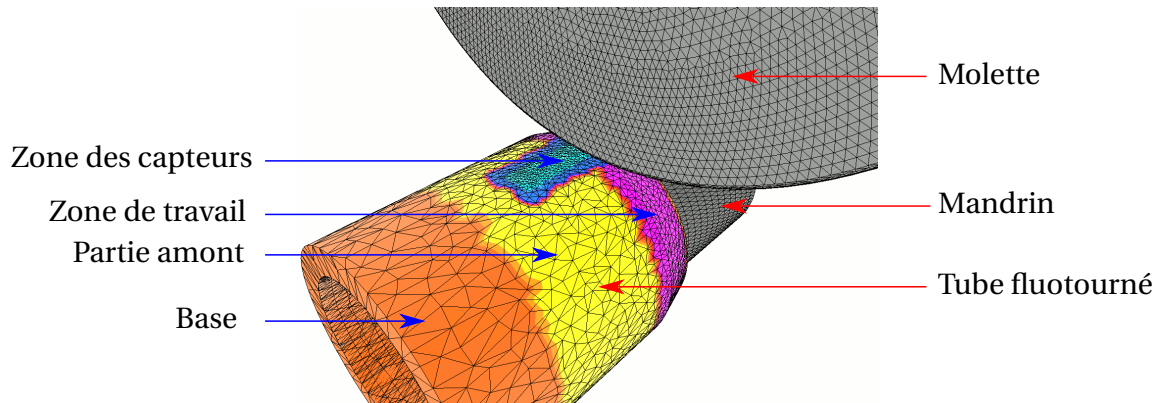 Molette
Zone des capteurs
Zone de travail
Mandrin
Partie amont
Tube fluotourné
Base